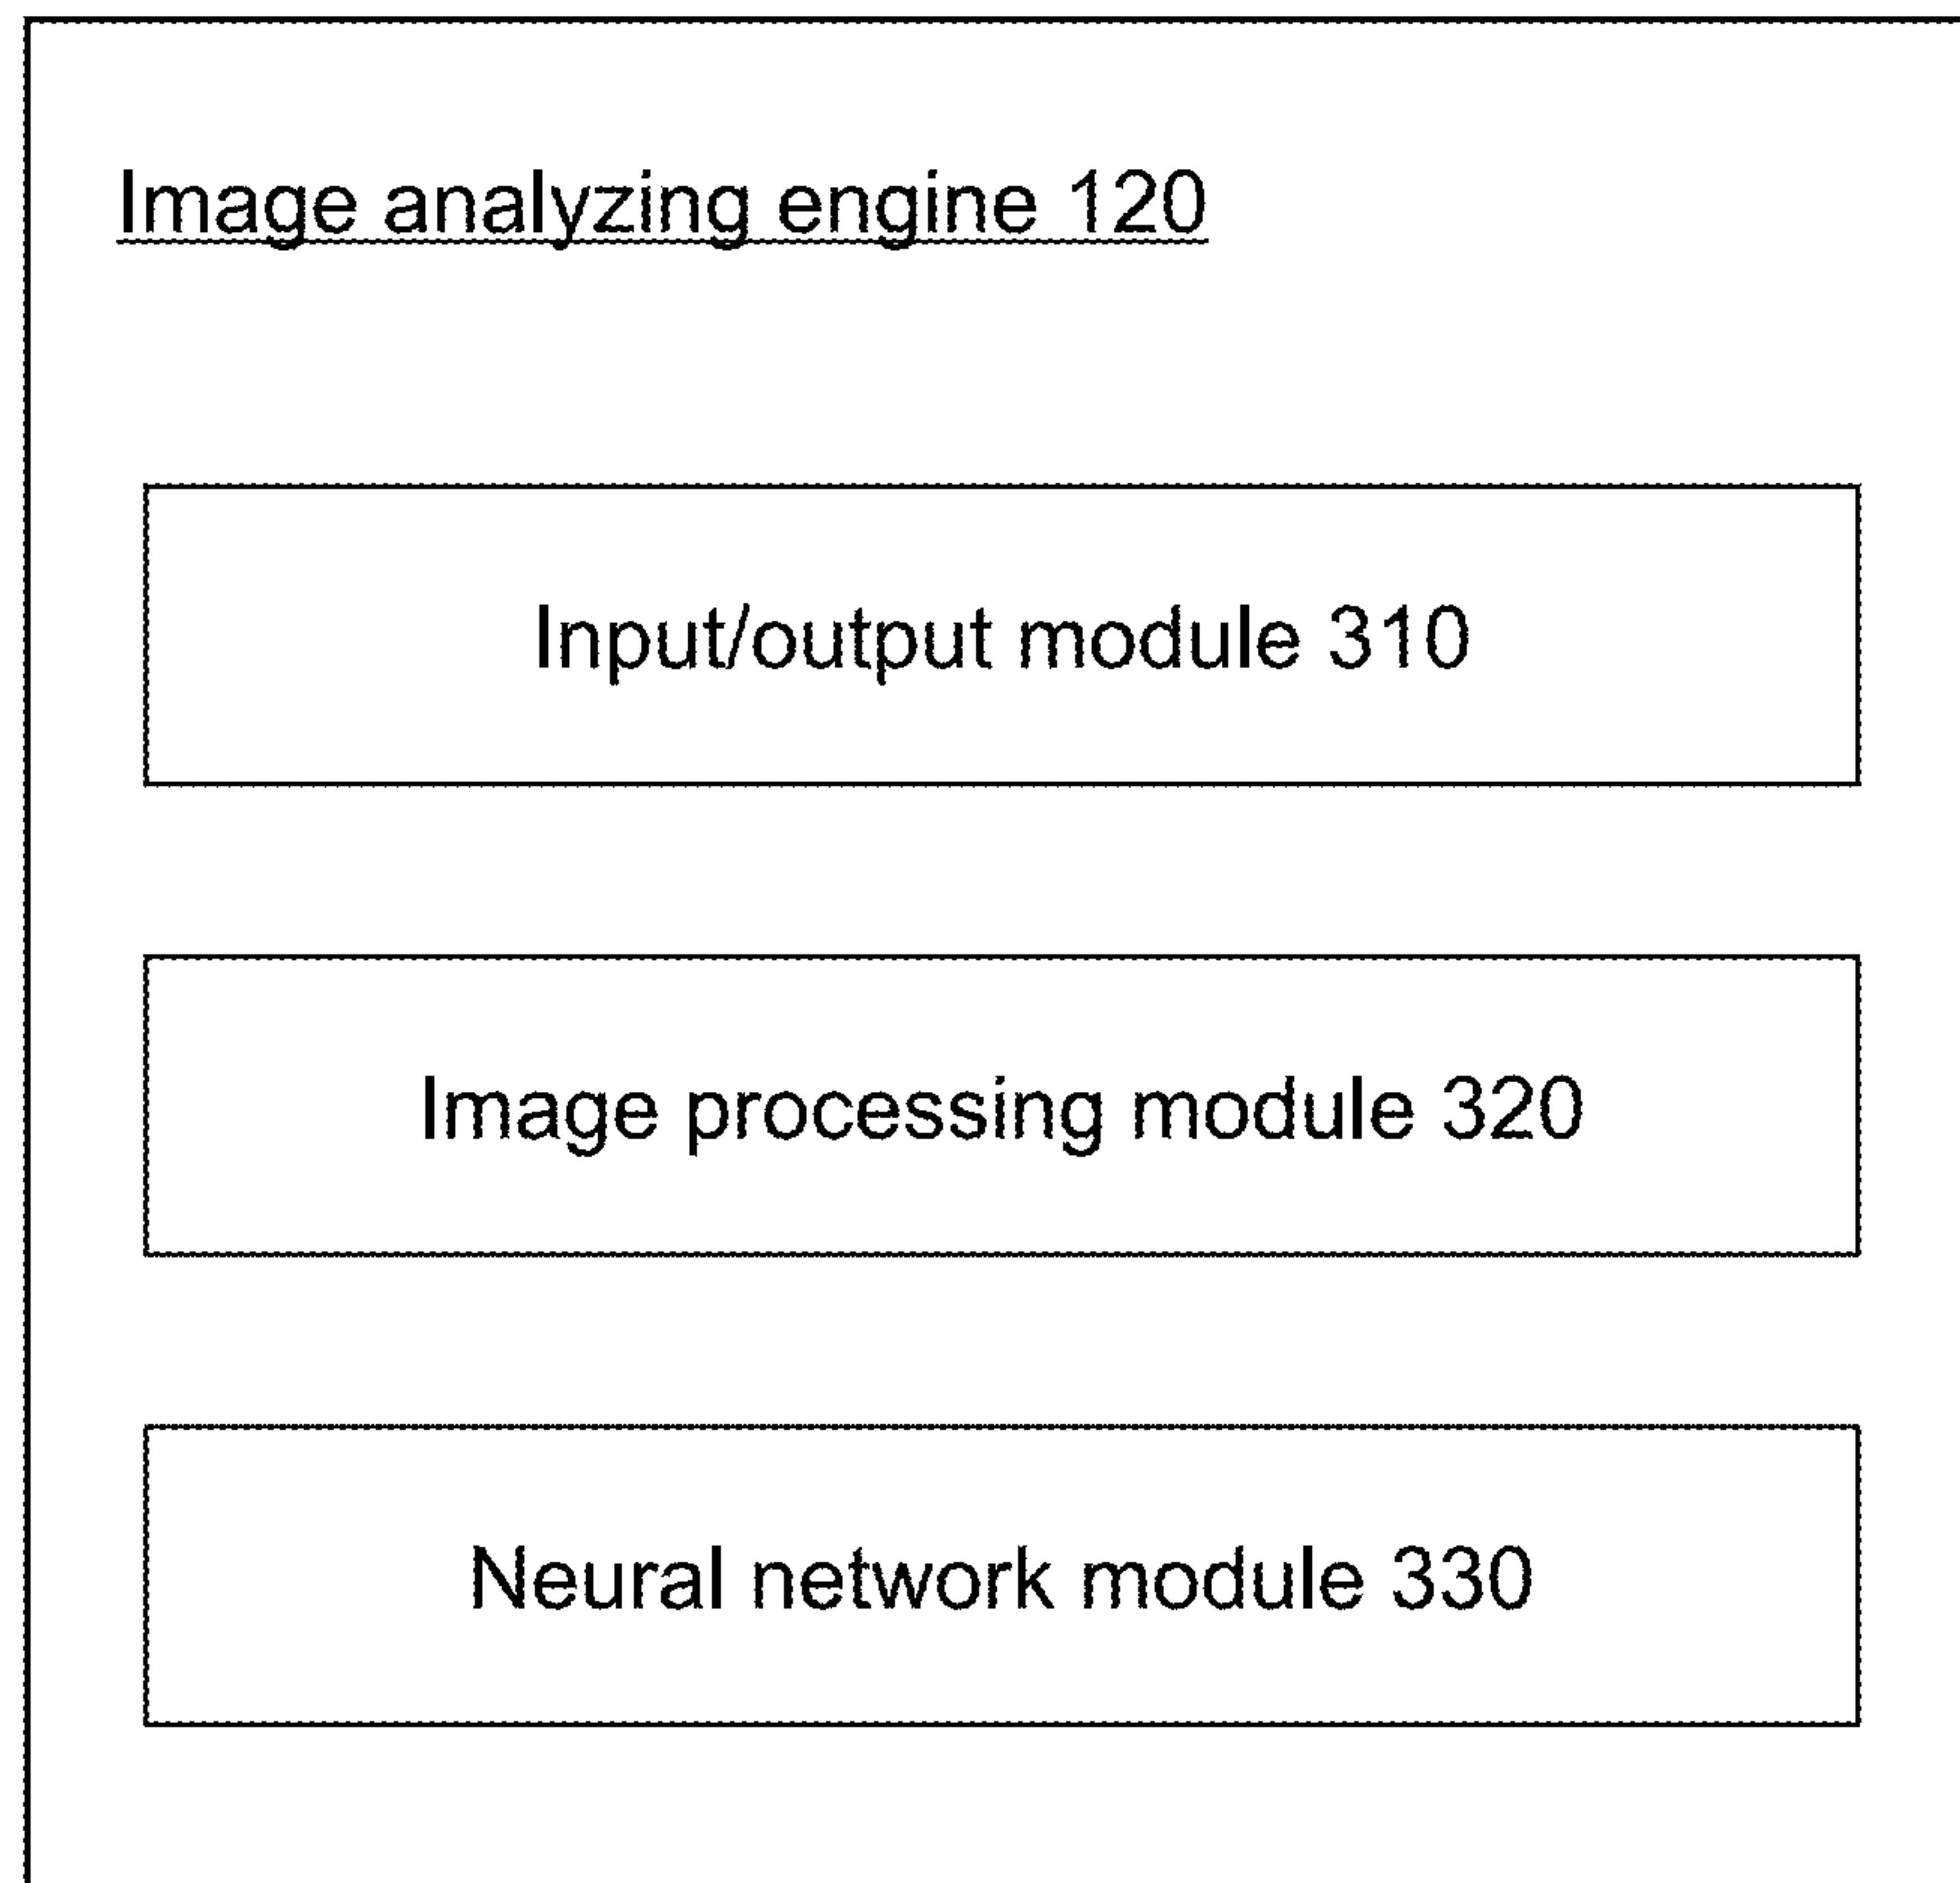 Image analyzing engine 120
Input/output module 310
Image processing module 320
Neural network module 330